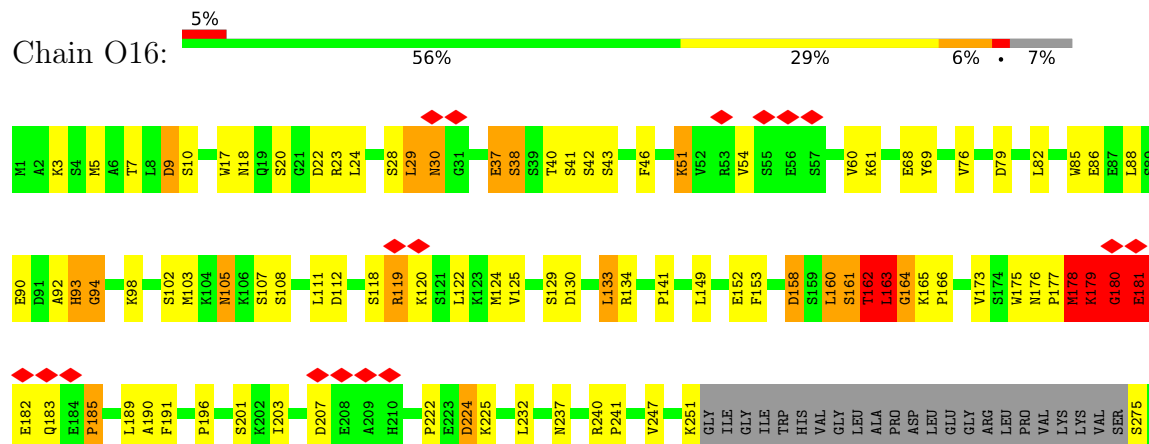 5%
Chain O16:
56% 29% 6% • 7%
M1 A2 K3 S4 M5 A6 T7 L8 D9 S10 W17 N18 Q19 S20 G21 D22 R23 L24 S28 L29 N30 G31 E37 S38 S39 T40 S41 S42 S43 F46 K51 V52 R53 V54 S55 E56 S57 V60 K61 E68 Y69 V76 D79 L82 W85 E86 E87 L88 S89
E90 D91 A92 H93 G94 K98 S102 M103 K104 N105 K106 S107 S108 L111 D112 S118 R119 K120 S121 L122 K123 M124 V125 S129 D130 L133 R134 P141 L149 E152 F153 D158 S159 L160 S161 T162 L163 G164 K165 P166 V173 S174 W175 N176 P177 M178 K179 G180 E181
E182 Q183 E184 P185 L189 A190 F191 P196 S201 K202 I203 D207 E208 A209 H210 P222 E223 D224 K225 L232 N237 R240 P241 V247 K251 GLY ILE GLY ILE TRP HIS VAL GLY LEU ALA PRO ASP LEU GLU GLY ARG LEU PRO VAL LYS LYS VAL SER S275